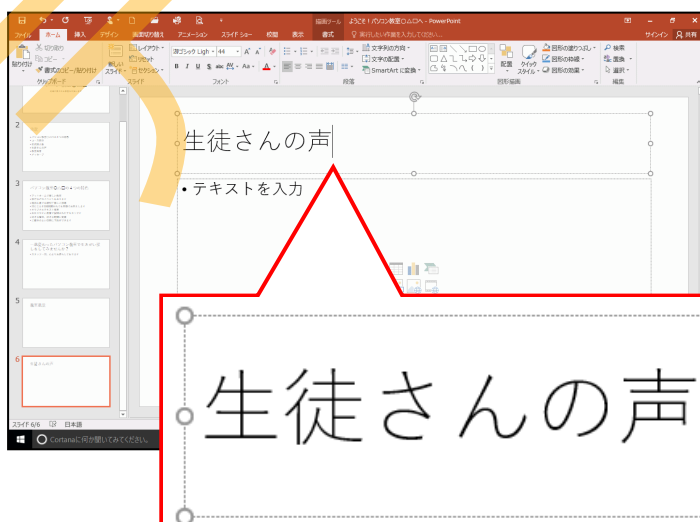 描画ツール
ようこそ！パソコン教室○△□へ - PowerPoint
ファイル ホーム 挿入 デザイン 画面切り替え アニメーション スライド ショー 校閲 表示 書式 実行したい作業を入力してください... サインイン 共有
貼り付け
切り取り
コピー
書式のコピー/貼り付け
クリップボード
新しいスライド
レイアウト
リセット
セクション
スライド
源ゴシック Ligh 44
フォント
文字列の方向
文字の配置
SmartArt に変換
段落
配置
クイックスタイル
図形の塗りつぶし
図形の枠線
図形の効果
図形描画
検索
置換
選択
編集
2
3
4
5
6
生徒さんの声
• テキストを入力
生徒さんの声
スライド 6/6 日本語
Cortanaに何か聞いてみてください。